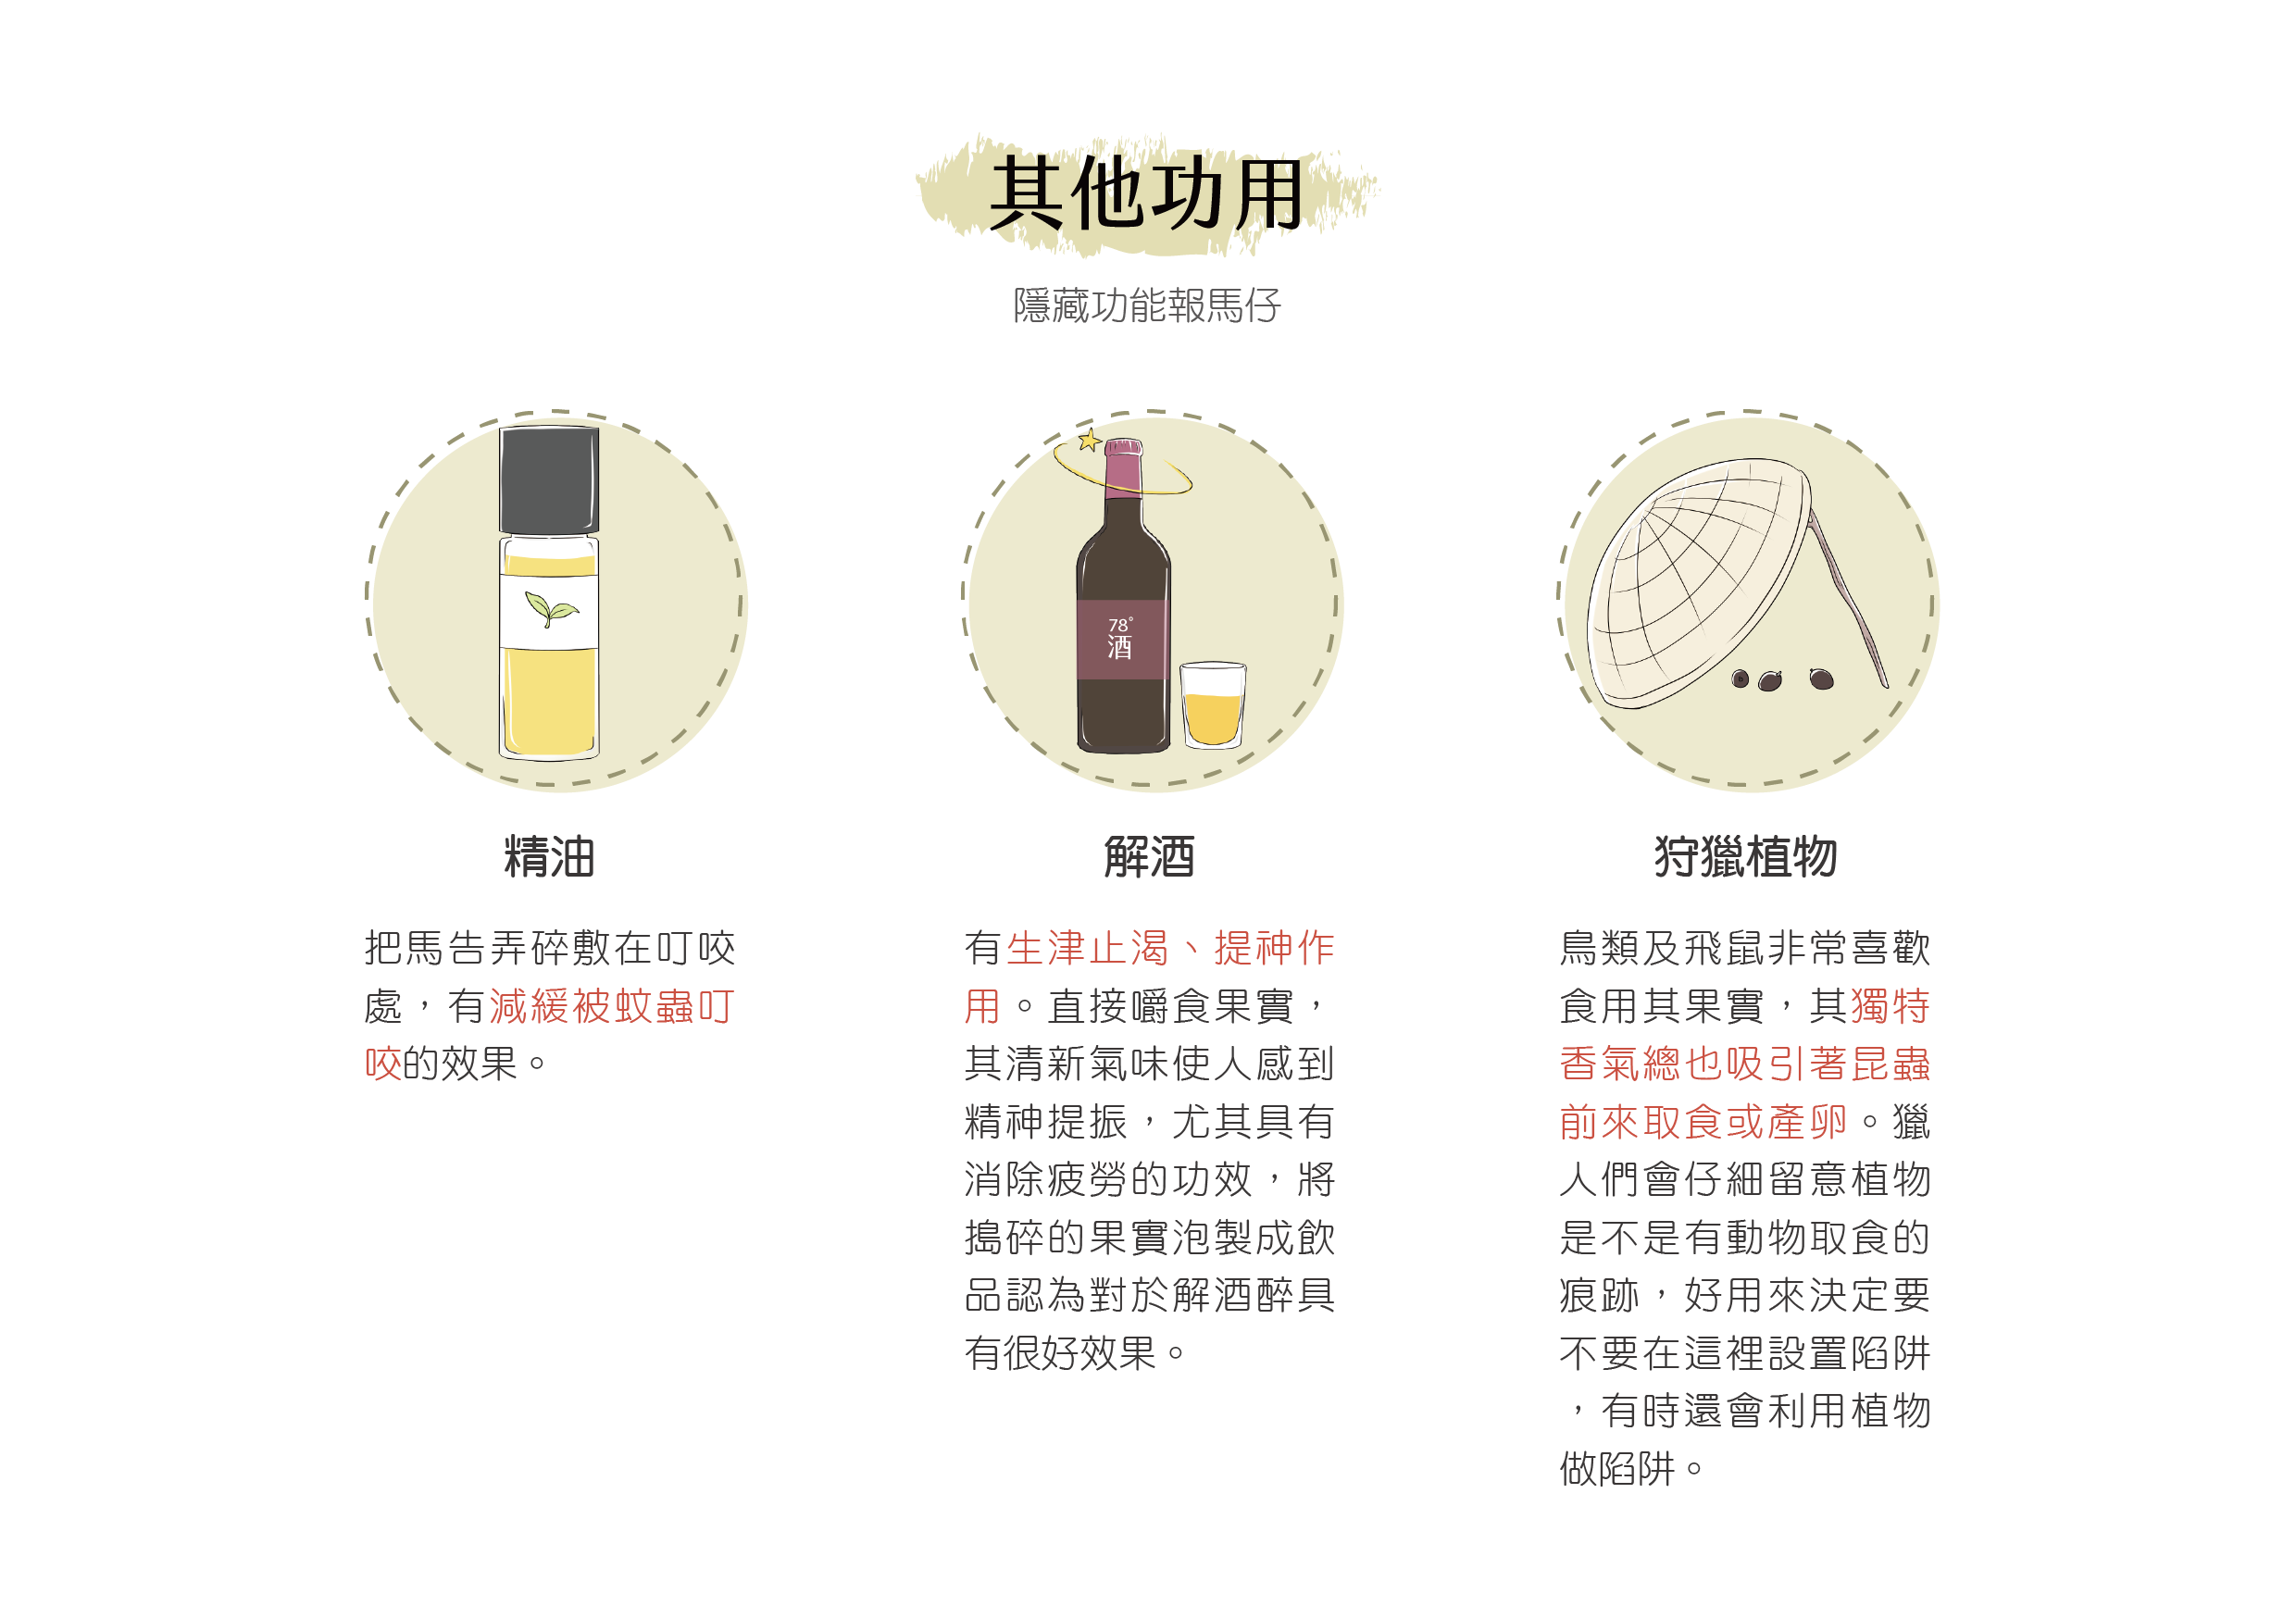 其他功用
隱藏功能報馬仔
78°
酒
精油
把馬告弄碎敷在叮咬
處，有減緩被蚊蟲叮
咬的效果。
解酒
有生津止渴、提神作
用。直接嚼食果實，
其清新氣味使人感到
精神提振，尤其具有
消除疲勞的功效，將
搗碎的果實泡製成飲
品認為對於解酒醉具
有很好效果。
狩獵植物
鳥類及飛鼠非常喜歡
食用其果實，其獨特
香氣總也吸引著昆蟲
前來取食或產卵。獵
人們會仔細留意植物
是不是有動物取食的
痕跡，好用來決定要
不要在這裡設置陷阱
，有時還會利用植物
做陷阱。